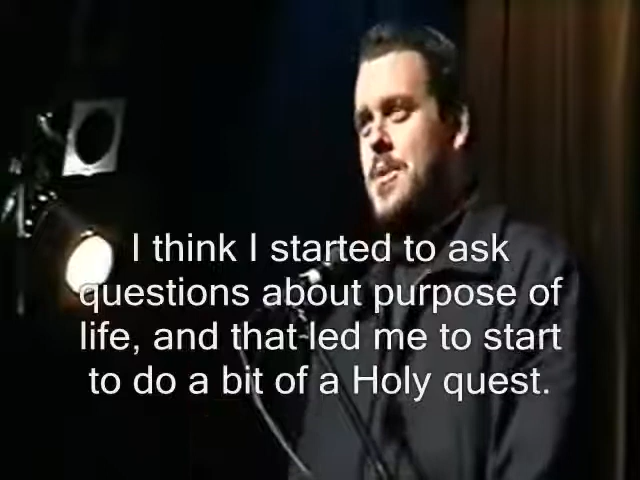 I think I started to ask
questions about purpose of
life, and that led me to start
to do a bit of a Holy quest.